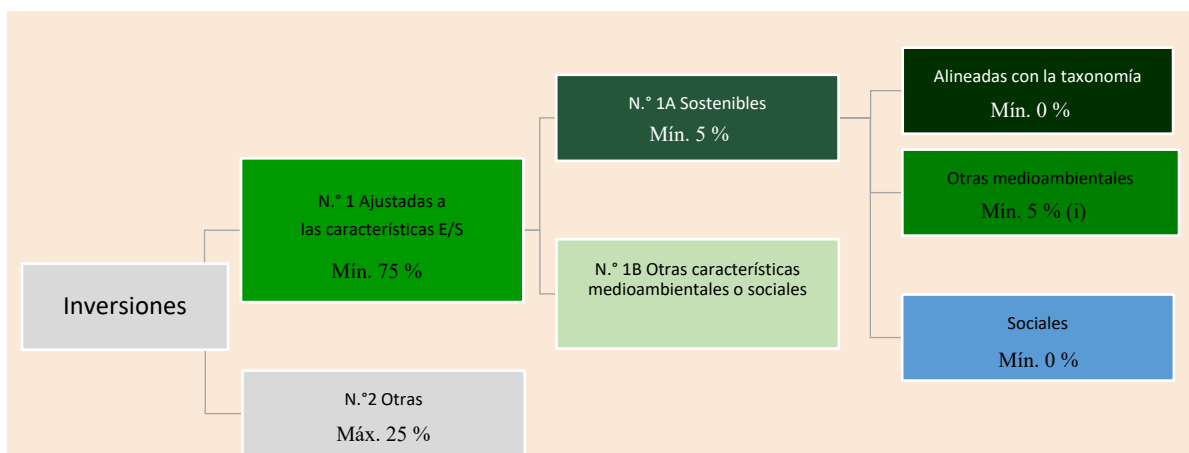 Inversiones
N.° 1 Ajustadas a
las características E/S
Mín. 75 %
N.°2 Otras
Máx. 25 %
N.° 1A Sostenibles
Mín. 5 %
N.° 1B Otras características
medioambientales o sociales
Alineadas con la taxonomía
Mín. 0 %
Otras medioambientales
Mín. 5 % (i)
Sociales
Mín. 0 %